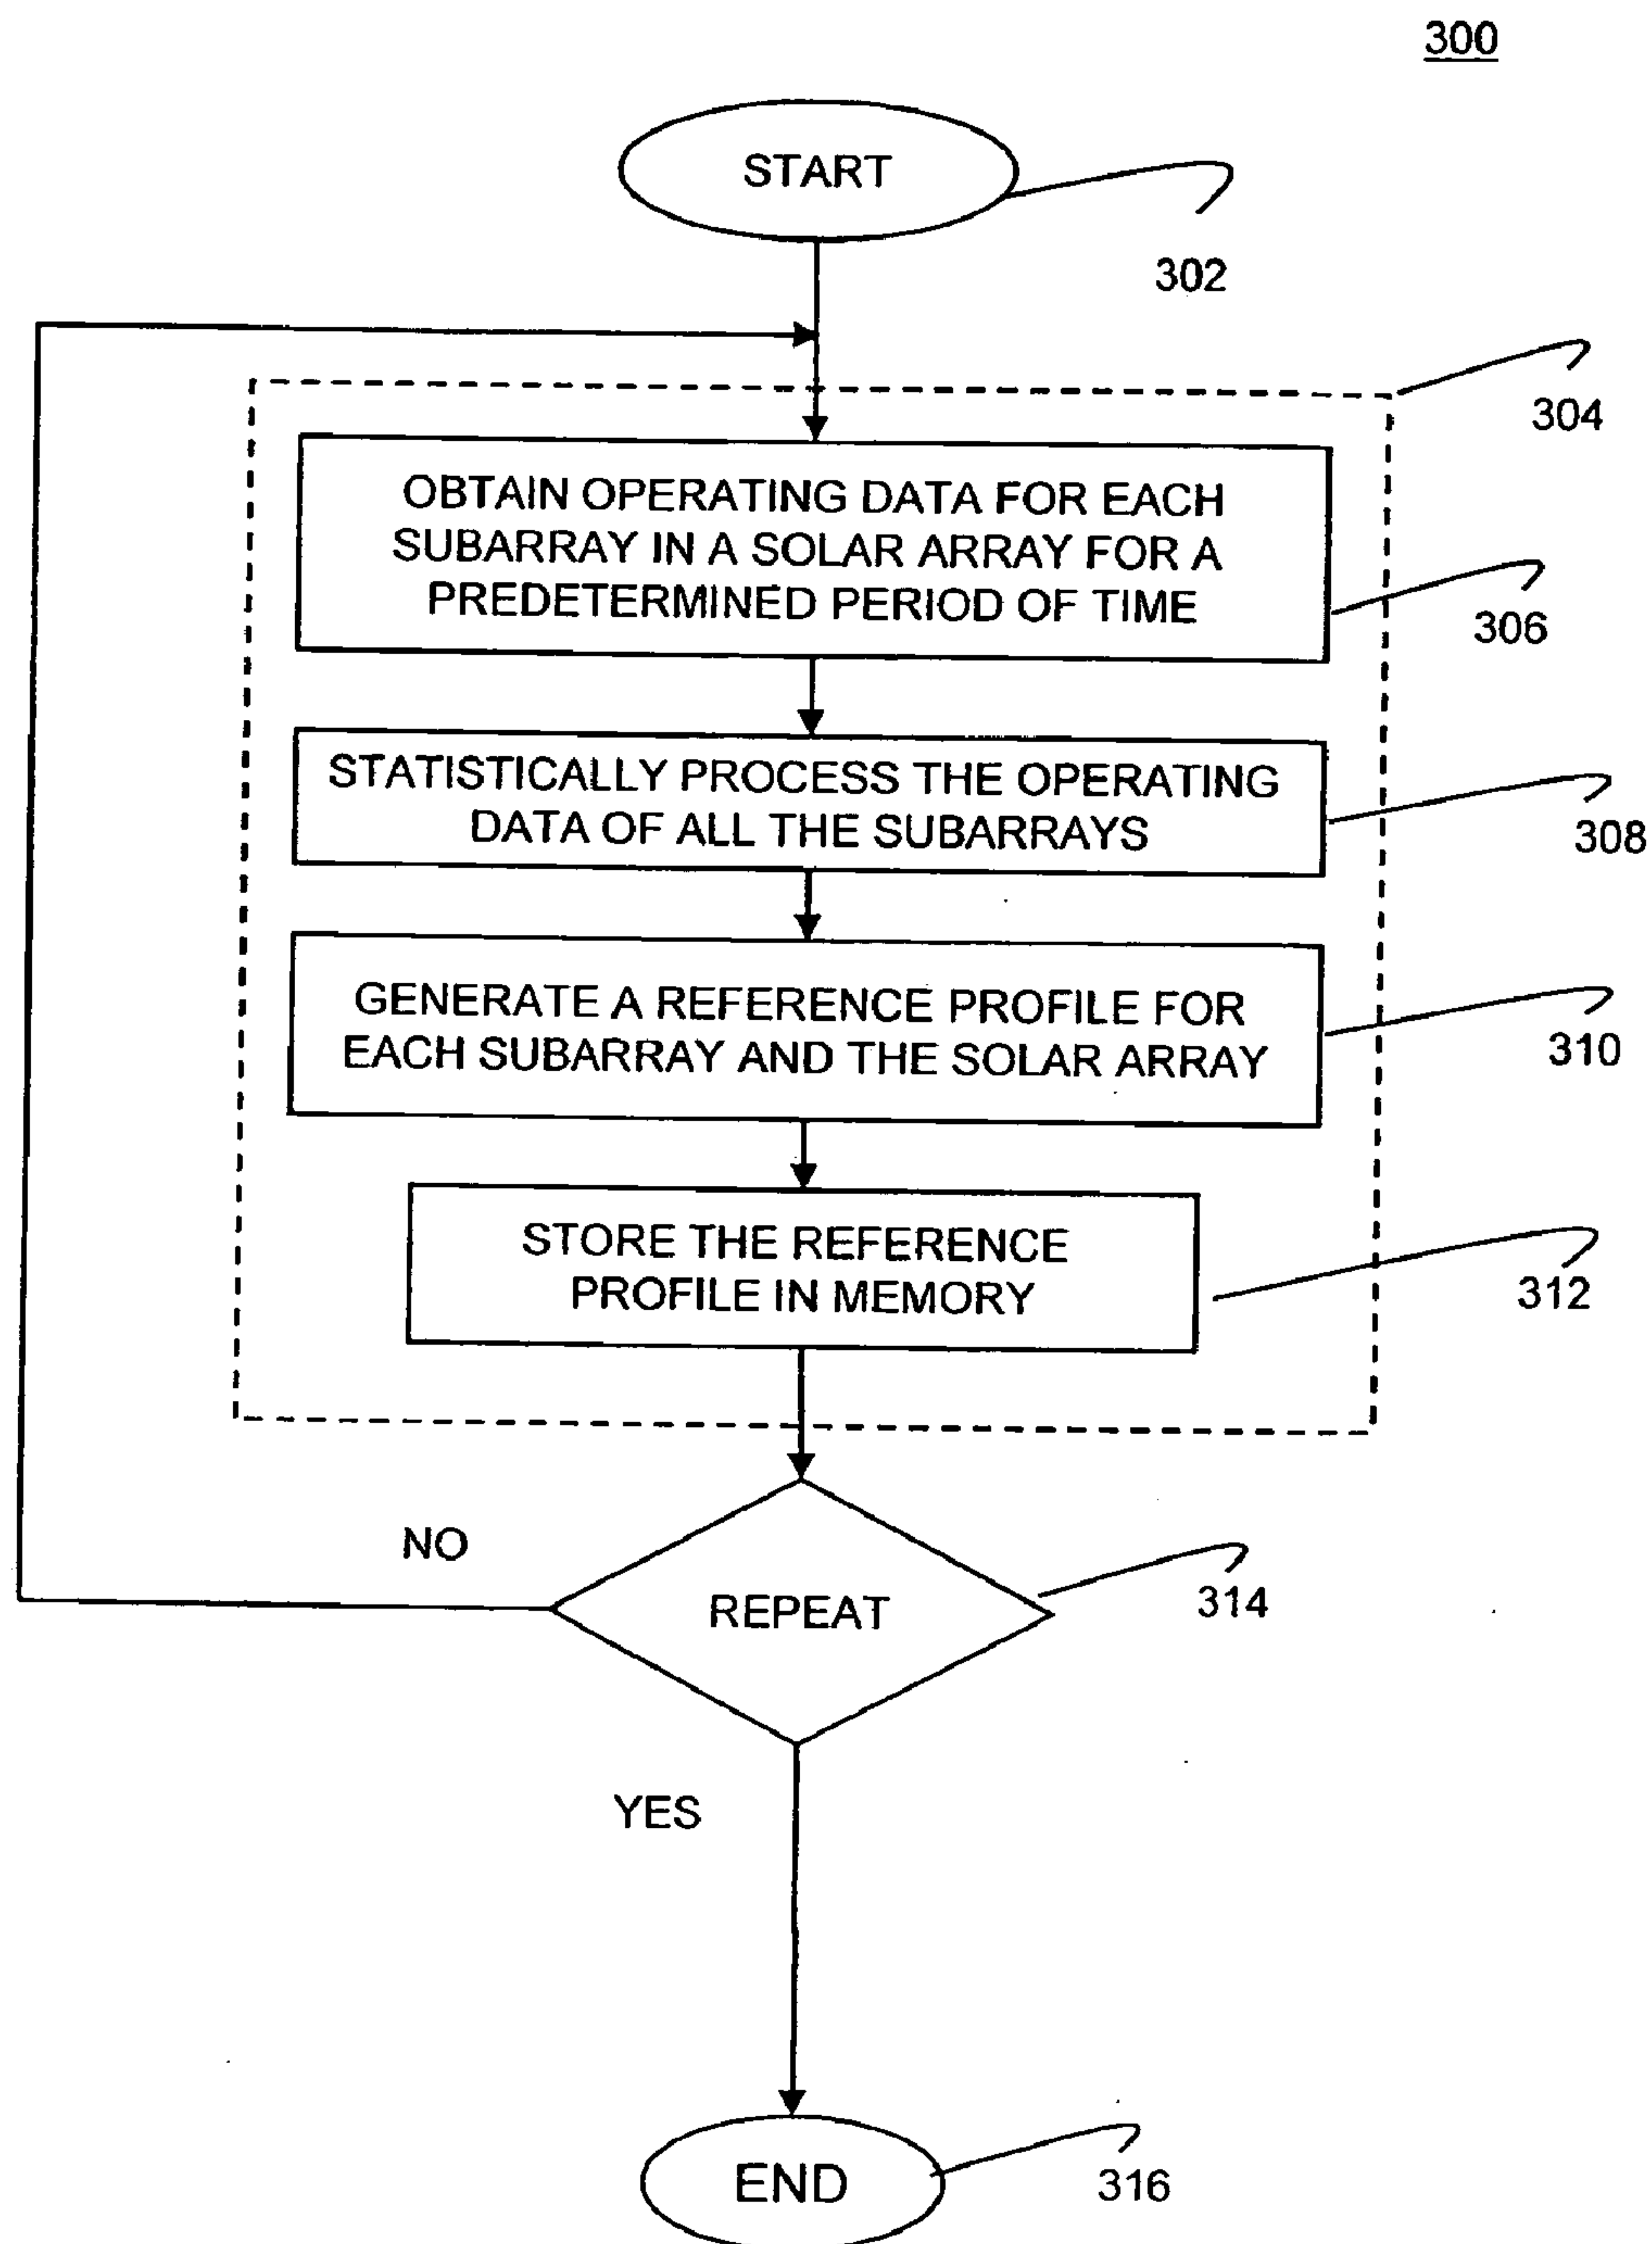 300
START
302
304
OBTAIN OPERATING DATA FOR EACH
SUBARRAY IN A SOLAR ARRAY FOR A
PREDETERMINED PERIOD OF TIME
306
STATISTICALLY PROCESS THE OPERATING
DATA OF ALL THE SUBARRAYS
308
GENERATE A REFERENCE PROFILE FOR
EACH SUBARRAY AND THE SOLAR ARRAY
310
STORE THE REFERENCE
PROFILE IN MEMORY
312
NO
REPEAT
314
YES
END
316